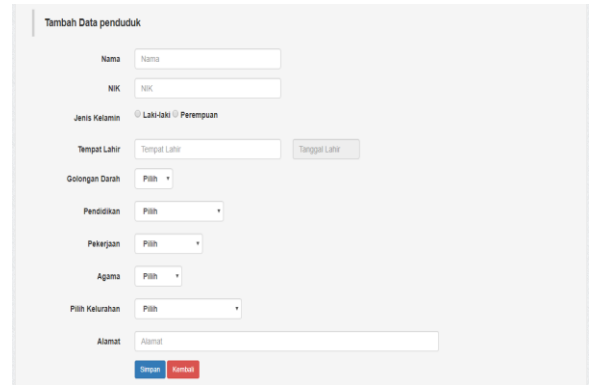 Tambah Data penduduk
Nama Nama
NIK NIK
Jenis Kelamin Laki-laki Perempuan
Tempat Lahir Tempat Lahir Tanggal Lahir
Golongan Darah Pilih
Pendidikan Pilih
Pekerjaan Pilih
Agama Pilih
Pilih Kelurahan Pilih
Alamat Alamat
Simpan Kembali